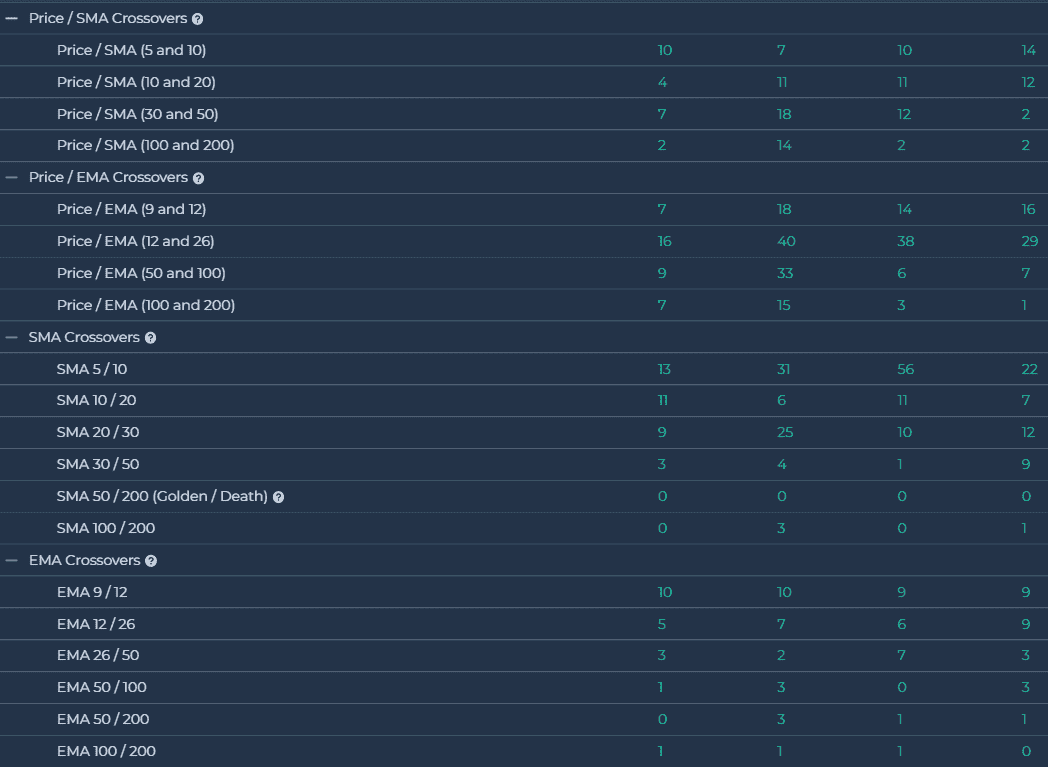 Price / SMA Crossovers ?
Price / SMA (5 and 10) 10 7 10 14
Price / SMA (10 and 20) 4 11 11 12
Price / SMA (30 and 50) 7 18 12 2
Price / SMA (100 and 200) 2 14 2 2
Price / EMA Crossovers ?
Price / EMA (9 and 12) 7 18 14 16
Price / EMA (12 and 26) 16 40 38 29
Price / EMA (50 and 100) 9 33 6 7
Price / EMA (100 and 200) 7 15 3 1
SMA Crossovers ?
SMA 5 / 10 13 31 56 22
SMA 10 / 20 11 6 11 7
SMA 20 / 30 9 25 10 12
SMA 30 / 50 3 4 1 9
SMA 50 / 200 (Golden / Death) ? 0 0 0 0
SMA 100 / 200 0 3 0 1
EMA Crossovers ?
EMA 9 / 12 10 10 9 9
EMA 12 / 26 5 7 6 9
EMA 26 / 50 3 2 7 3
EMA 50 / 100 1 3 0 3
EMA 50 / 200 0 3 1 1
EMA 100 / 200 1 1 1 0